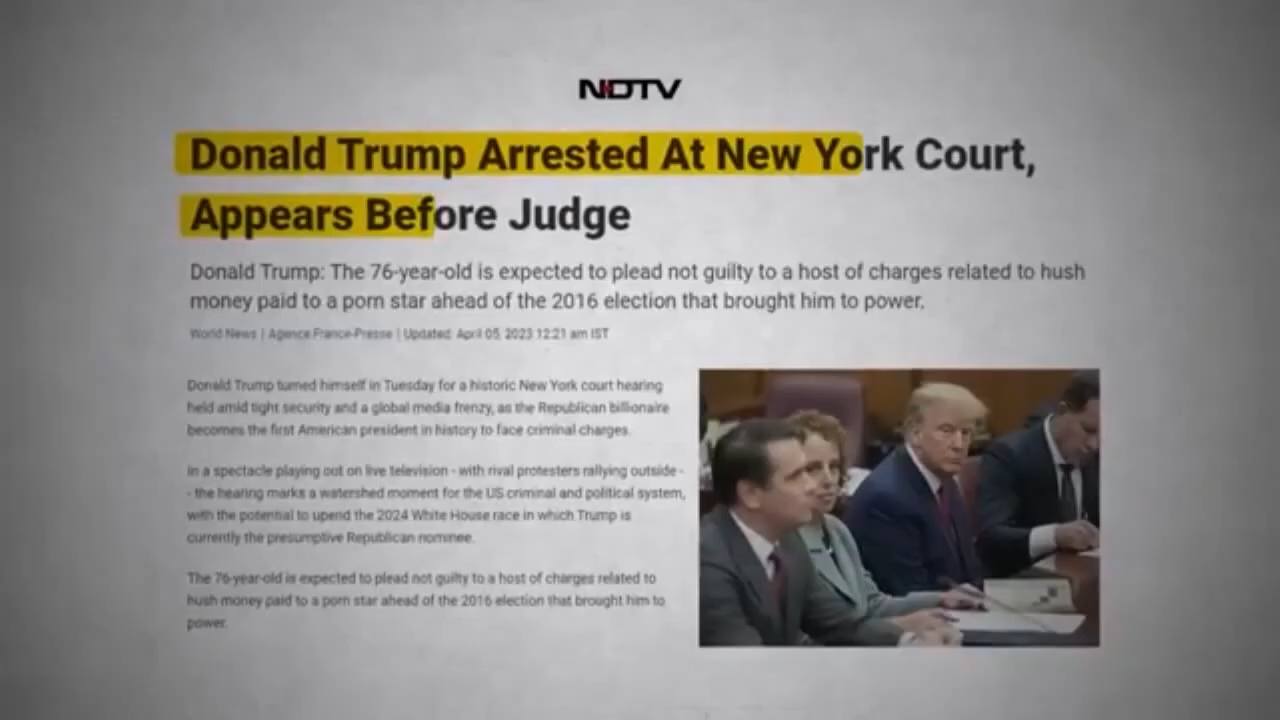 NDTV
Donald Trump Arrested At New York Court,
Appears Before Judge
Donald Trump: The 76-year-old is expected to plead not guilty to a host of charges related to hush
money paid to a porn star ahead of the 2016 election that brought him to power.
World News | Agence France-Presse | Updated: April 05, 2023 12:21 am IST
Donald Trump turned himself in Tuesday for a historic New York court hearing
held amid tight security and a global media frenzy, as the Republican billionaire
becomes the first American president in history to face criminal charges.
In a spectacle playing out on live television - with rival protesters rallying outside -
- the hearing marks a watershed moment for the US criminal and political system,
with the potential to upend the 2024 White House race in which Trump is
currently the presumptive Republican nominee.
The 76-year-old is expected to plead not guilty to a host of charges related to
hush money paid to a porn star ahead of the 2016 election that brought him to
power.